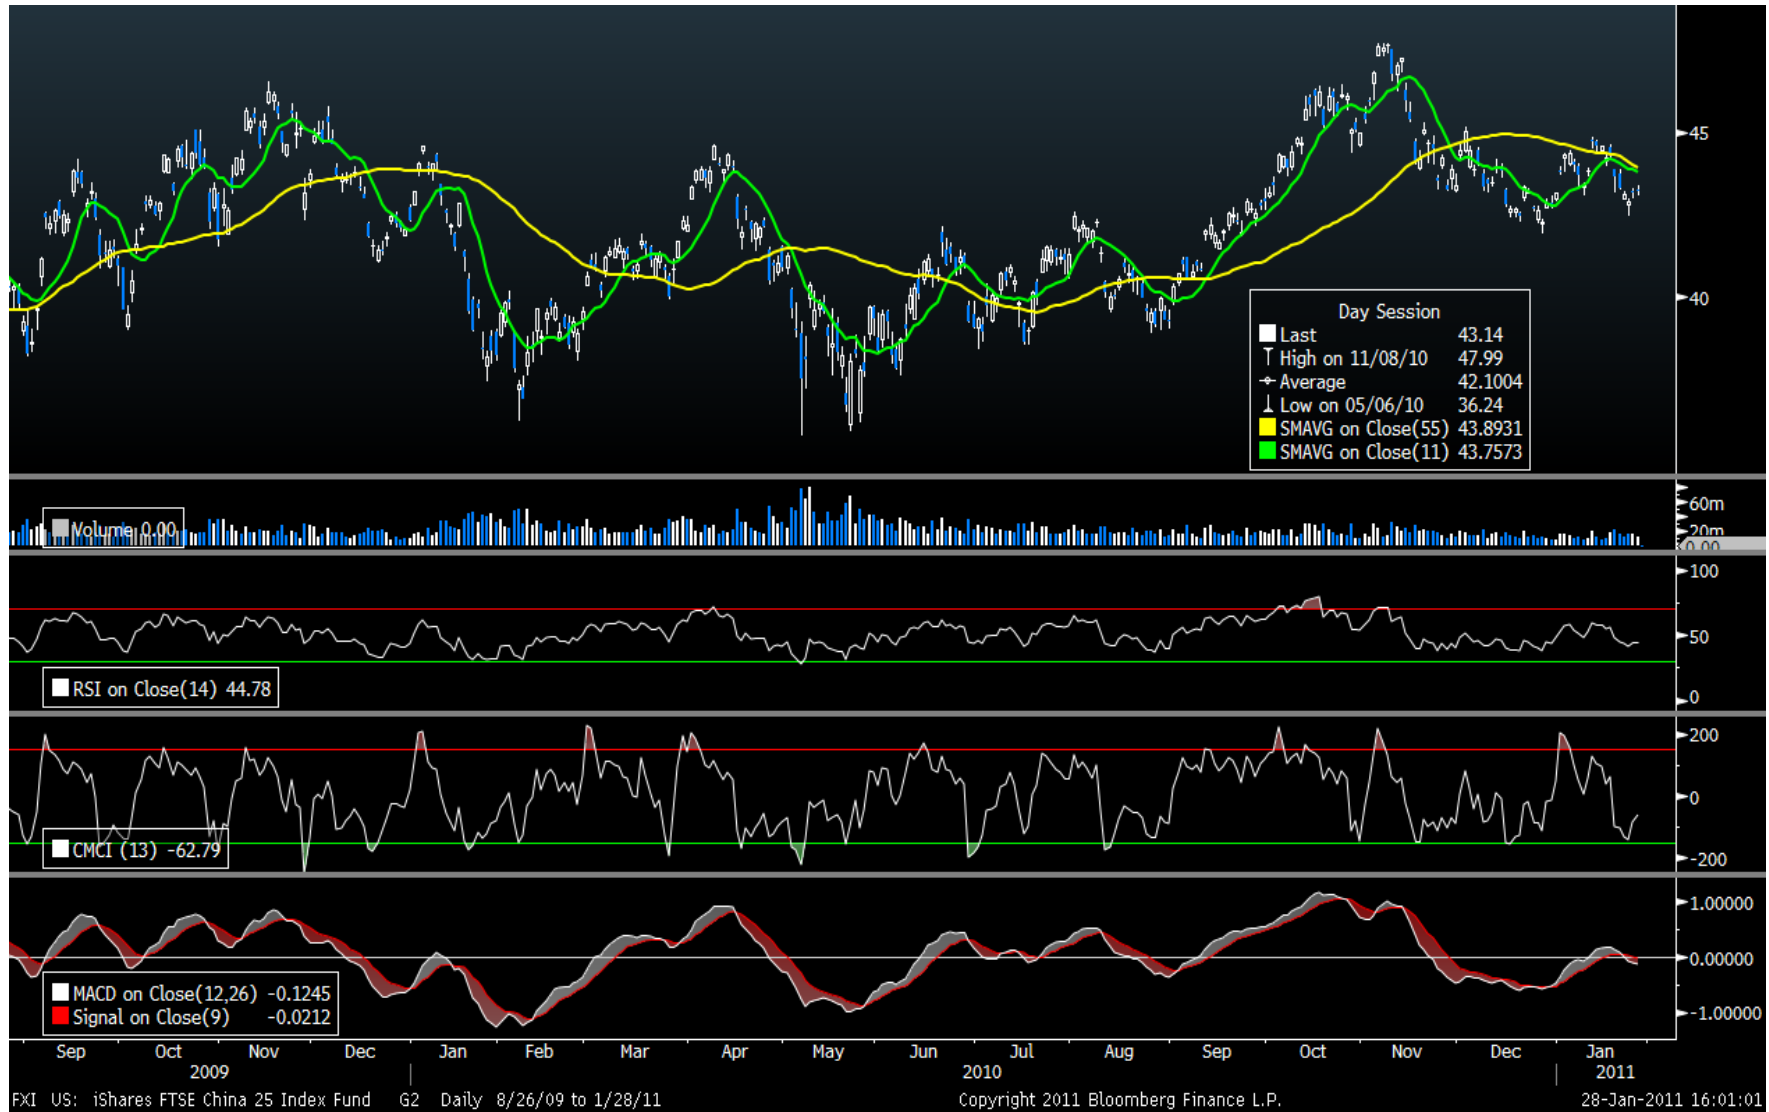 45
40
Day Session
Last 43.14
High on 11/08/10 47.99
Average 42.1004
Low on 05/06/10 36.24
SMAVG on Close(55) 43.8931
SMAVG on Close(11) 43.7573
60m
20m
0.00
Volume 0.00
100
50
0
RSI on Close(14) 44.78
200
0
-200
CMCI (13) -62.79
1.00000
0.00000
-1.00000
MACD on Close(12,26) -0.1245
Signal on Close(9) -0.0212
Sep Oct Nov Dec Jan Feb Mar Apr May Jun Jul Aug Sep Oct Nov Dec Jan
2009 2010 2011
FXI US: iShares FTSE China 25 Index Fund G2 Daily 8/26/09 to 1/28/11 Copyright 2011 Bloomberg Finance L.P. 28-Jan-2011 16:01:01